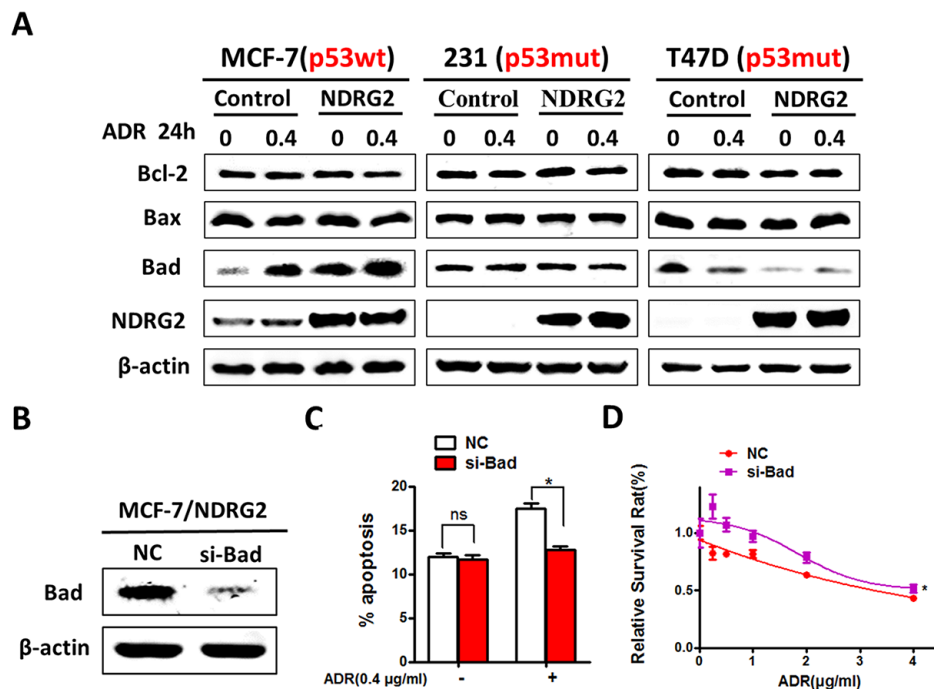 A
MCF-7(p53wt) 231 (p53mut) T47D (p53mut)
Control NDRG2 Control NDRG2 Control NDRG2
ADR 24h 0 0.4 0 0.4 0 0.4 0 0.4 0 0.4 0 0.4
Bcl-2
Bax
Bad
NDRG2
β-actin
B
MCF-7/NDRG2
NC si-Bad
Bad
β-actin
C
NC
si-Bad
% apoptosis
20
15
10
5
0
ns
*
ADR(0.4 μg/ml) - +
D
NC
si-Bad
Relative Survival Rat(%)
1.0
0.5
0.0
*
0 1 2 3 4
ADR(μg/ml)